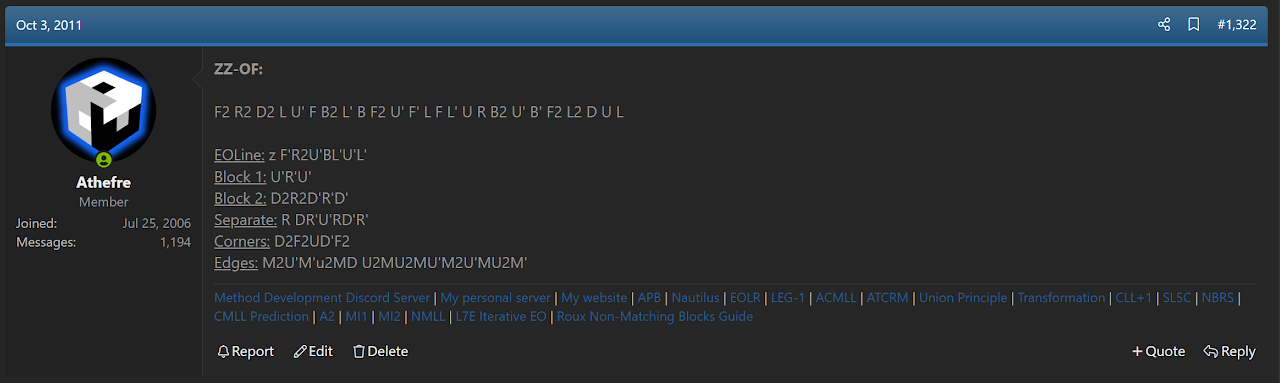 Oct 3, 2011
#1,322
Athefre
Member
Joined: Jul 25, 2006
Messages: 1,194
ZZ-OF:
F2 R2 D2 L U' F B2 L' B F2 U' F' L F L' U R B2 U' B' F2 L2 D U L
EOLine: z F'R2U'BL'U'L'
Block 1: U'R'U'
Block 2: D2R2D'R'D'
Separate: R DR'U'RD'R'
Corners: D2F2UD'F2
Edges: M2U'M'u2MD U2MU2MU'M2U'MU2M'
Method Development Discord Server | My personal server | My website | APB | Nautilus | EOLR | LEG-1 | ACMLL | ATCRM | Union Principle | Transformation | CLL+1 | SL5C | NBRS |
CMLL Prediction | A2 | MI1 | MI2 | NMLL | L7E Iterative EO | Roux Non-Matching Blocks Guide
Report Edit Delete
+ Quote Reply